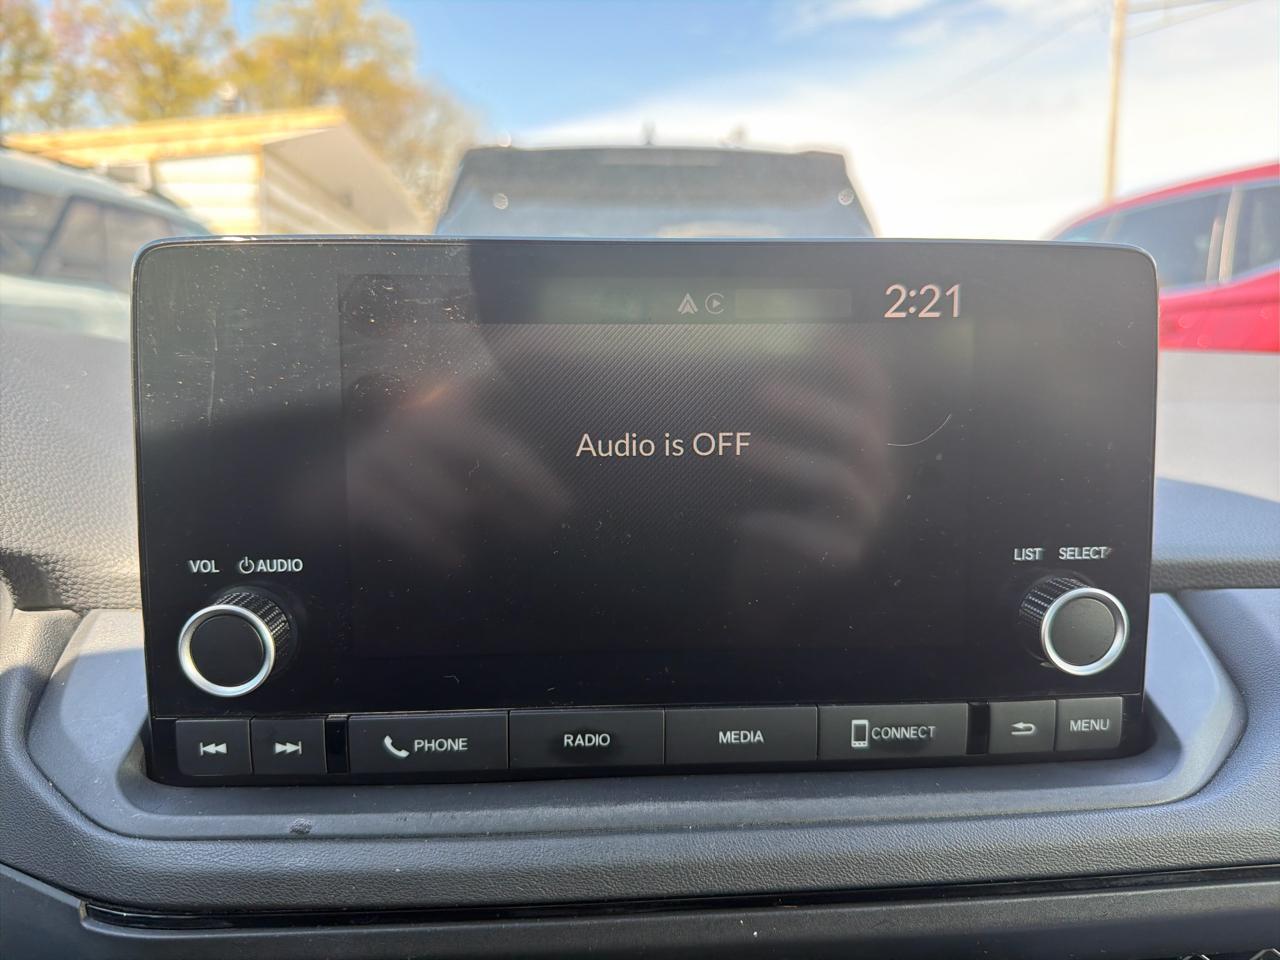 2:21
Audio is OFF
VOL AUDIO
LIST SELECT
PHONE RADIO MEDIA CONNECT MENU